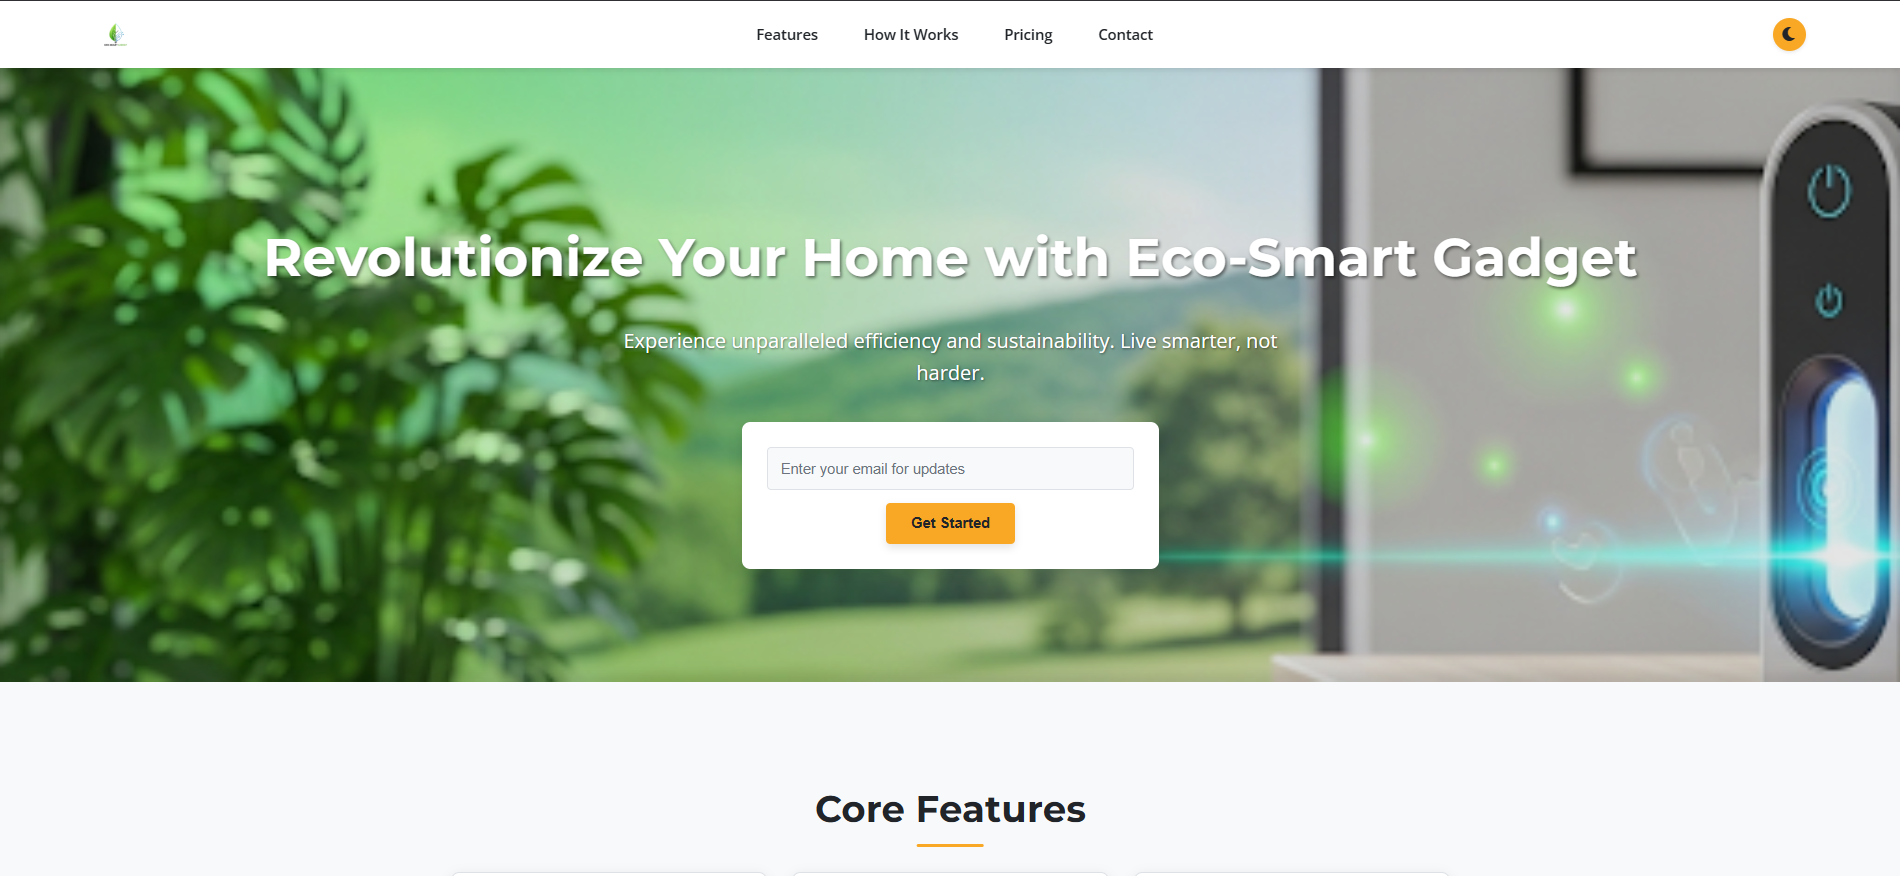 Features How It Works Pricing Contact
Revolutionize Your Home with Eco-Smart Gadget
Experience unparalleled efficiency and sustainability. Live smarter, not
harder.
Enter your email for updates
Get Started
Core Features